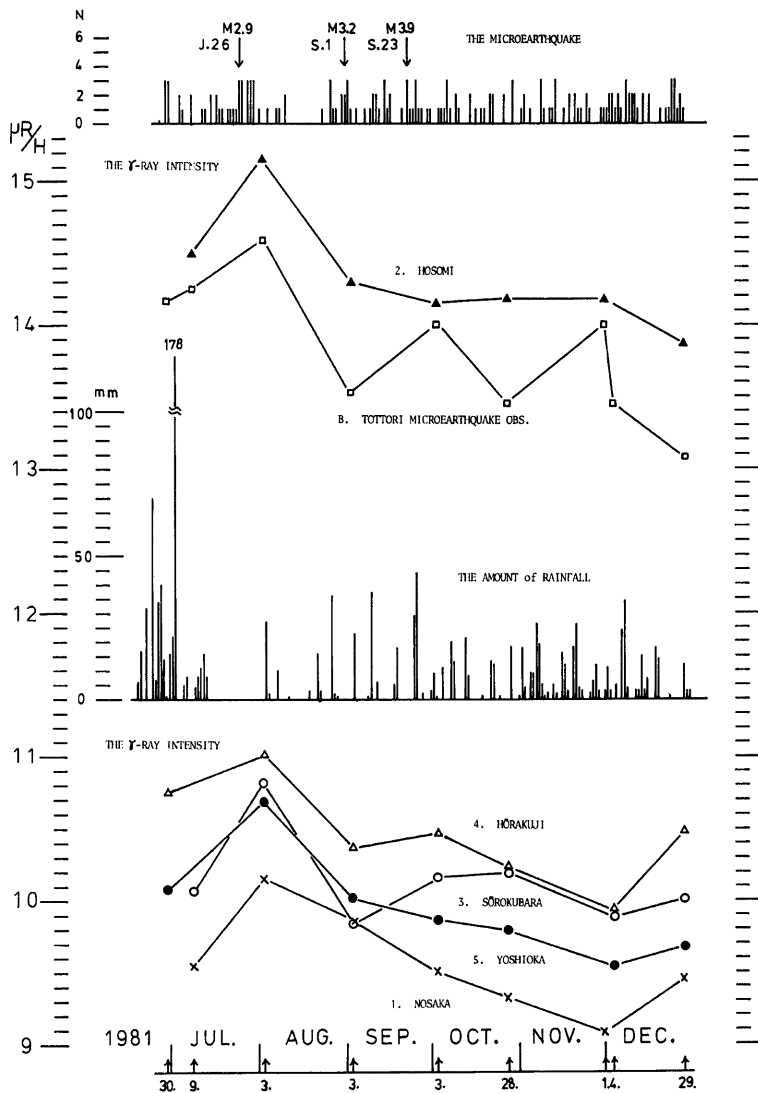 N
M2.9 M3.2 M3.9
J.26 S.1 S.23 THE MICROEARTHQUAKE
6
4
2
0
μR/H
THE γ-RAY INTENSITY
15
2. HOSOMI
14
178
mm
100
B. TOTTORI MICROEARTHQUAKE OBS.
13
50
THE AMOUNT of RAINFALL
12
0
THE γ-RAY INTENSITY
11
4. HŌRAKUJI
10
3. SŌROKUBARA
5. YOSHIOKA
1. NOSAKA
1981 JUL. AUG. SEP. OCT. NOV. DEC.
9
30. 9. 3. 3. 3. 28. 1.4. 29.